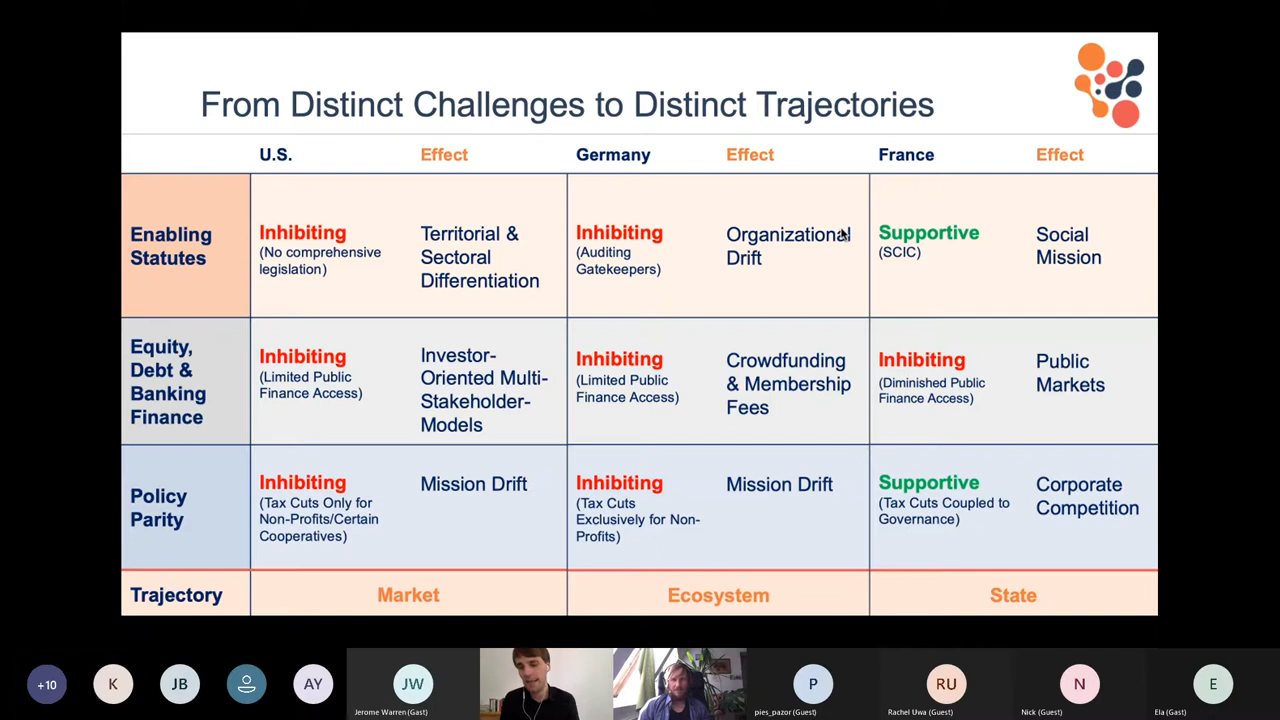 From Distinct Challenges to Distinct Trajectories
U.S.
Effect
Germany
Effect
France
Effect
Enabling
Statutes
Inhibiting
(No comprehensive
legislation)
Territorial &
Sectoral
Differentiation
Inhibiting
(Auditing
Gatekeepers)
Organizational
Drift
Supportive
(SCIC)
Social
Mission
Equity,
Debt &
Banking
Finance
Inhibiting
(Limited Public
Finance Access)
Investor-
Oriented Multi-
Stakeholder-
Models
Inhibiting
(Limited Public
Finance Access)
Crowdfunding
& Membership
Fees
Inhibiting
(Diminished Public
Finance Access)
Public
Markets
Policy
Parity
Inhibiting
(Tax Cuts Only for
Non-Profits/Certain
Cooperatives)
Mission Drift
Inhibiting
(Tax Cuts
Exclusively for Non-
Profits)
Mission Drift
Supportive
(Tax Cuts Coupled to
Governance)
Corporate
Competition
Trajectory
Market
Ecosystem
State
+10
K
JB
AY
JW
Jerome Warren (Gast)
P
pies_pazor (Guest)
RU
Rachel Uwa (Guest)
N
Nick (Guest)
E
Ela (Gast)